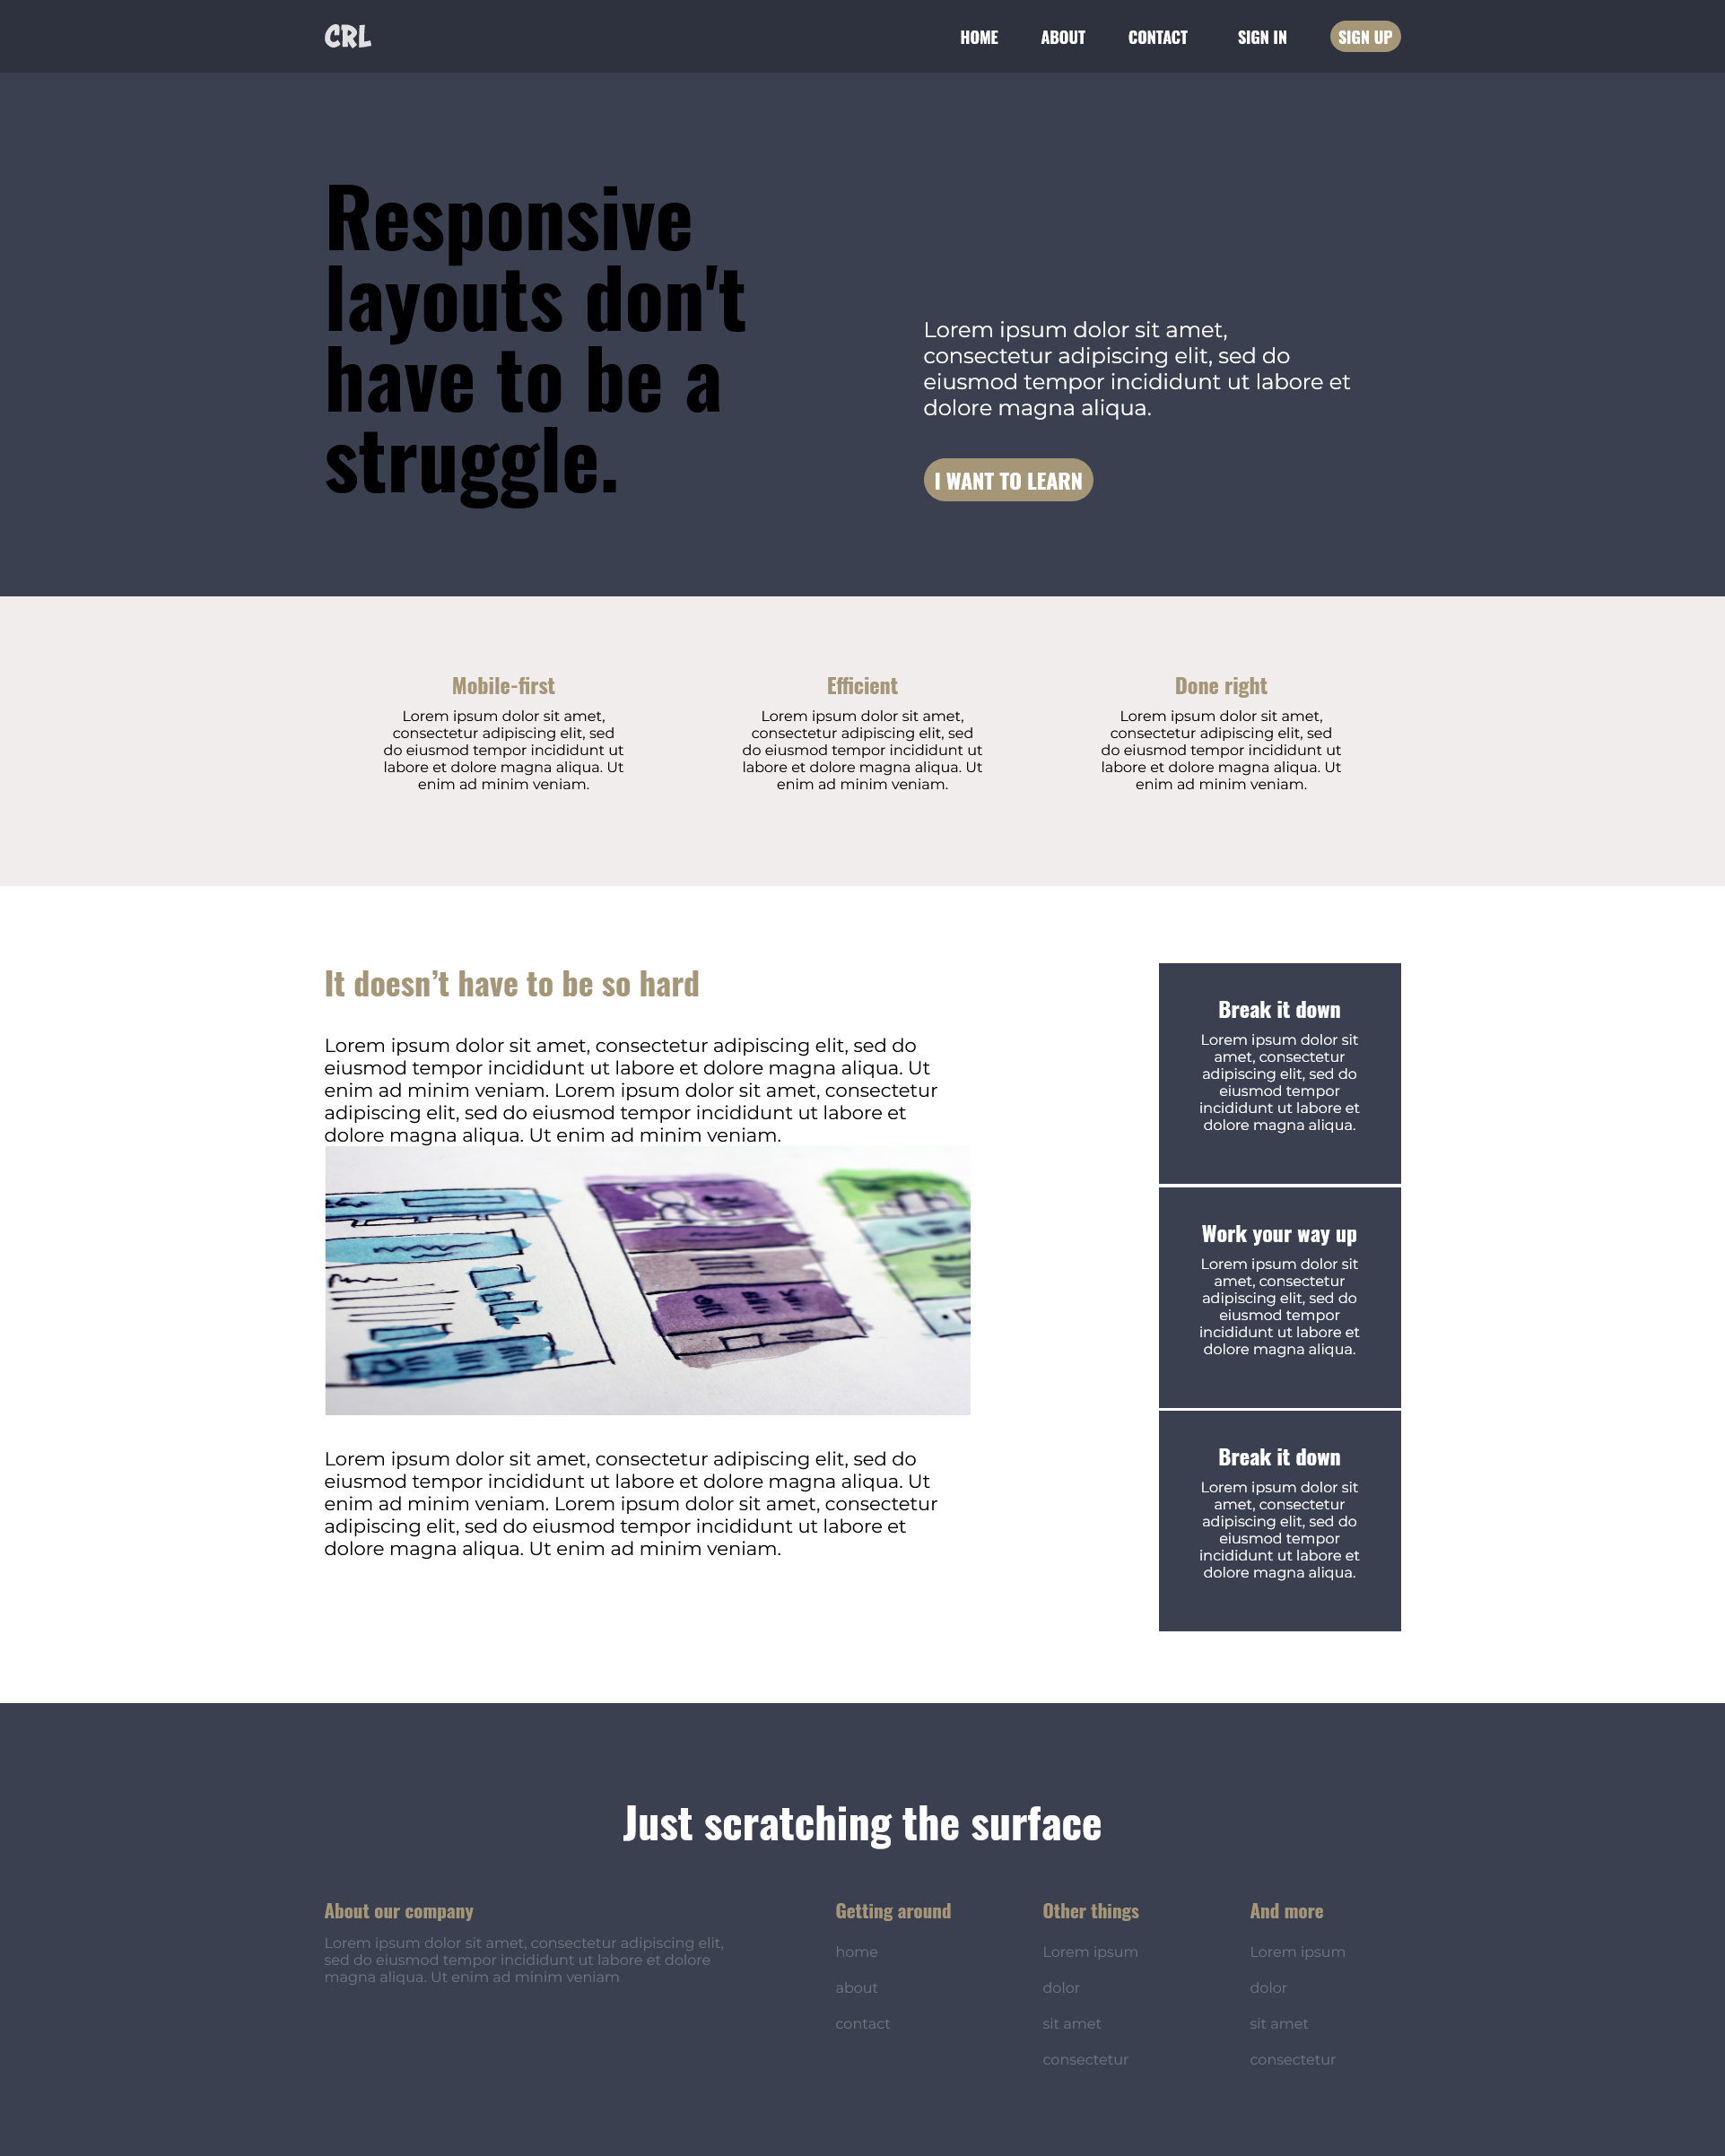 CRL
HOME
ABOUT
CONTACT
SIGN IN
SIGN UP
Responsive
layouts don't
have to be a
struggle.
Lorem ipsum dolor sit amet,
consectetur adipiscing elit, sed do
eiusmod tempor incididunt ut labore et
dolore magna aliqua.
I WANT TO LEARN
Mobile-first
Lorem ipsum dolor sit amet,
consectetur adipiscing elit, sed
do eiusmod tempor incididunt ut
labore et dolore magna aliqua. Ut
enim ad minim veniam.
Efficient
Lorem ipsum dolor sit amet,
consectetur adipiscing elit, sed
do eiusmod tempor incididunt ut
labore et dolore magna aliqua. Ut
enim ad minim veniam.
Done right
Lorem ipsum dolor sit amet,
consectetur adipiscing elit, sed
do eiusmod tempor incididunt ut
labore et dolore magna aliqua. Ut
enim ad minim veniam.
It doesn’t have to be so hard
Lorem ipsum dolor sit amet, consectetur adipiscing elit, sed do
eiusmod tempor incididunt ut labore et dolore magna aliqua. Ut
enim ad minim veniam. Lorem ipsum dolor sit amet, consectetur
adipiscing elit, sed do eiusmod tempor incididunt ut labore et
dolore magna aliqua. Ut enim ad minim veniam.
Lorem ipsum dolor sit amet, consectetur adipiscing elit, sed do
eiusmod tempor incididunt ut labore et dolore magna aliqua. Ut
enim ad minim veniam. Lorem ipsum dolor sit amet, consectetur
adipiscing elit, sed do eiusmod tempor incididunt ut labore et
dolore magna aliqua. Ut enim ad minim veniam.
Break it down
Lorem ipsum dolor sit
amet, consectetur
adipiscing elit, sed do
eiusmod tempor
incididunt ut labore et
dolore magna aliqua.
Work your way up
Lorem ipsum dolor sit
amet, consectetur
adipiscing elit, sed do
eiusmod tempor
incididunt ut labore et
dolore magna aliqua.
Break it down
Lorem ipsum dolor sit
amet, consectetur
adipiscing elit, sed do
eiusmod tempor
incididunt ut labore et
dolore magna aliqua.
Just scratching the surface
About our company
Lorem ipsum dolor sit amet, consectetur adipiscing elit,
sed do eiusmod tempor incididunt ut labore et dolore
magna aliqua. Ut enim ad minim veniam
Getting around
home
about
contact
Other things
Lorem ipsum
dolor
sit amet
consectetur
And more
Lorem ipsum
dolor
sit amet
consectetur